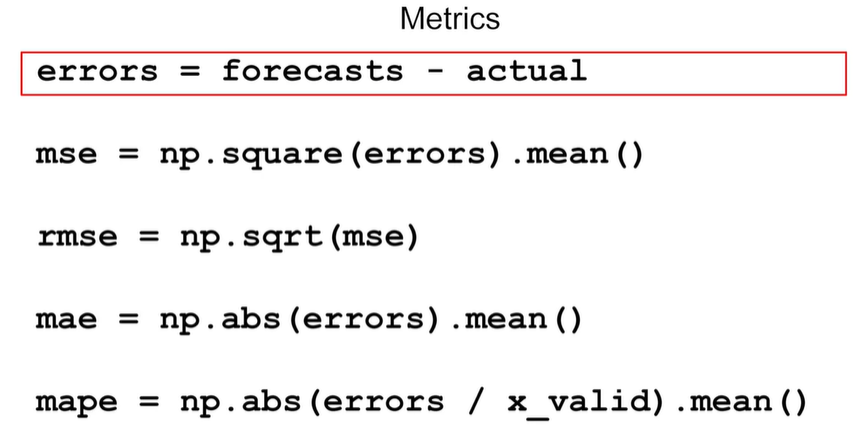 Metrics
errors = forecasts - actual
mse = np.square(errors).mean()
rmse = np.sqrt(mse)
mae = np.abs(errors).mean()
mape = np.abs(errors / x_valid).mean()